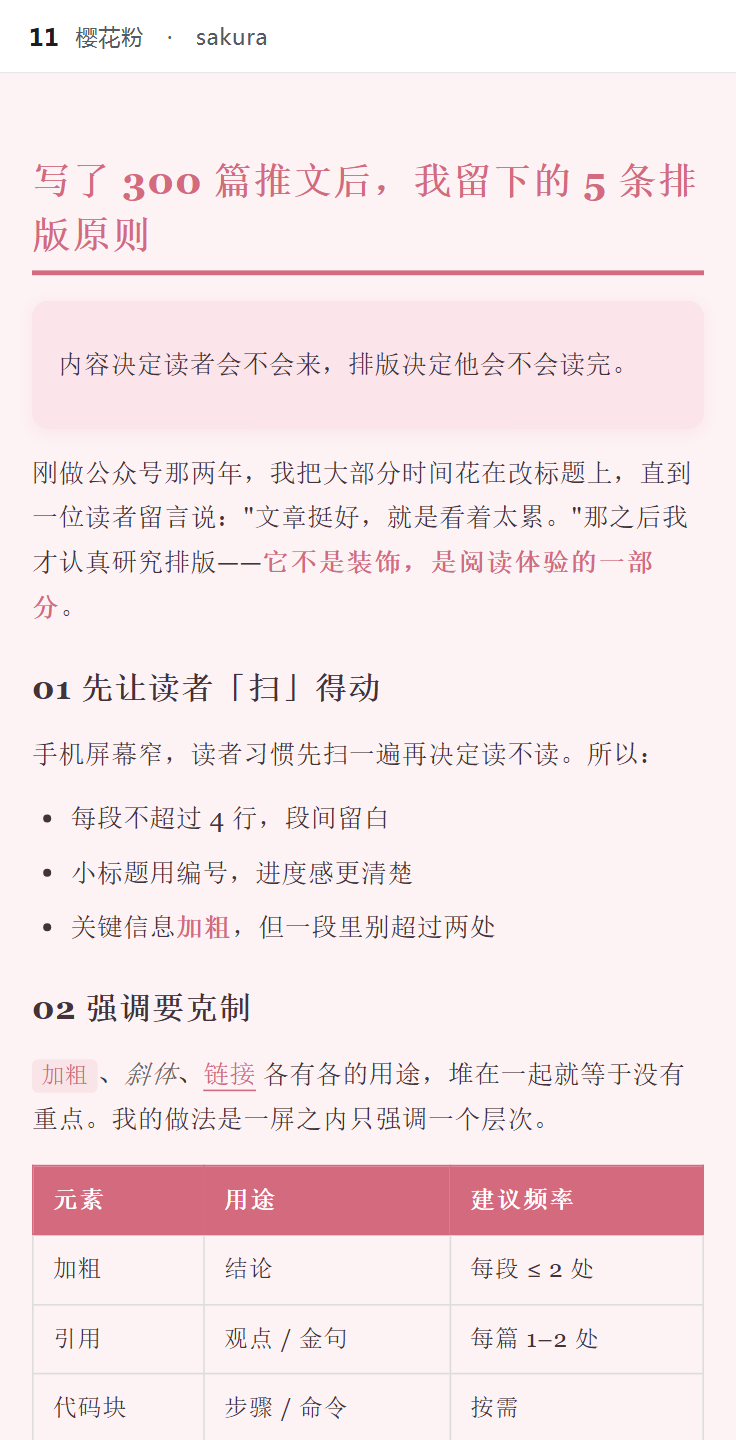 11 樱花粉 · sakura
写了 300 篇推文后，我留下的 5 条排
版原则
内容决定读者会不会来，排版决定他会不会读完。
刚做公众号那两年，我把大部分时间花在改标题上，直到
一位读者留言说："文章挺好，就是看着太累。"那之后我
才认真研究排版——它不是装饰，是阅读体验的一部
分。
01 先让读者「扫」得动
手机屏幕窄，读者习惯先扫一遍再决定读不读。所以：
• 每段不超过 4 行，段间留白
• 小标题用编号，进度感更清楚
• 关键信息加粗，但一段里别超过两处
02 强调要克制
加粗、斜体、链接 各有各的用途，堆在一起就等于没有
重点。我的做法是一屏之内只强调一个层次。
元素 用途 建议频率
加粗 结论 每段 ≤ 2 处
引用 观点 / 金句 每篇 1–2 处
代码块 步骤 / 命令 按需